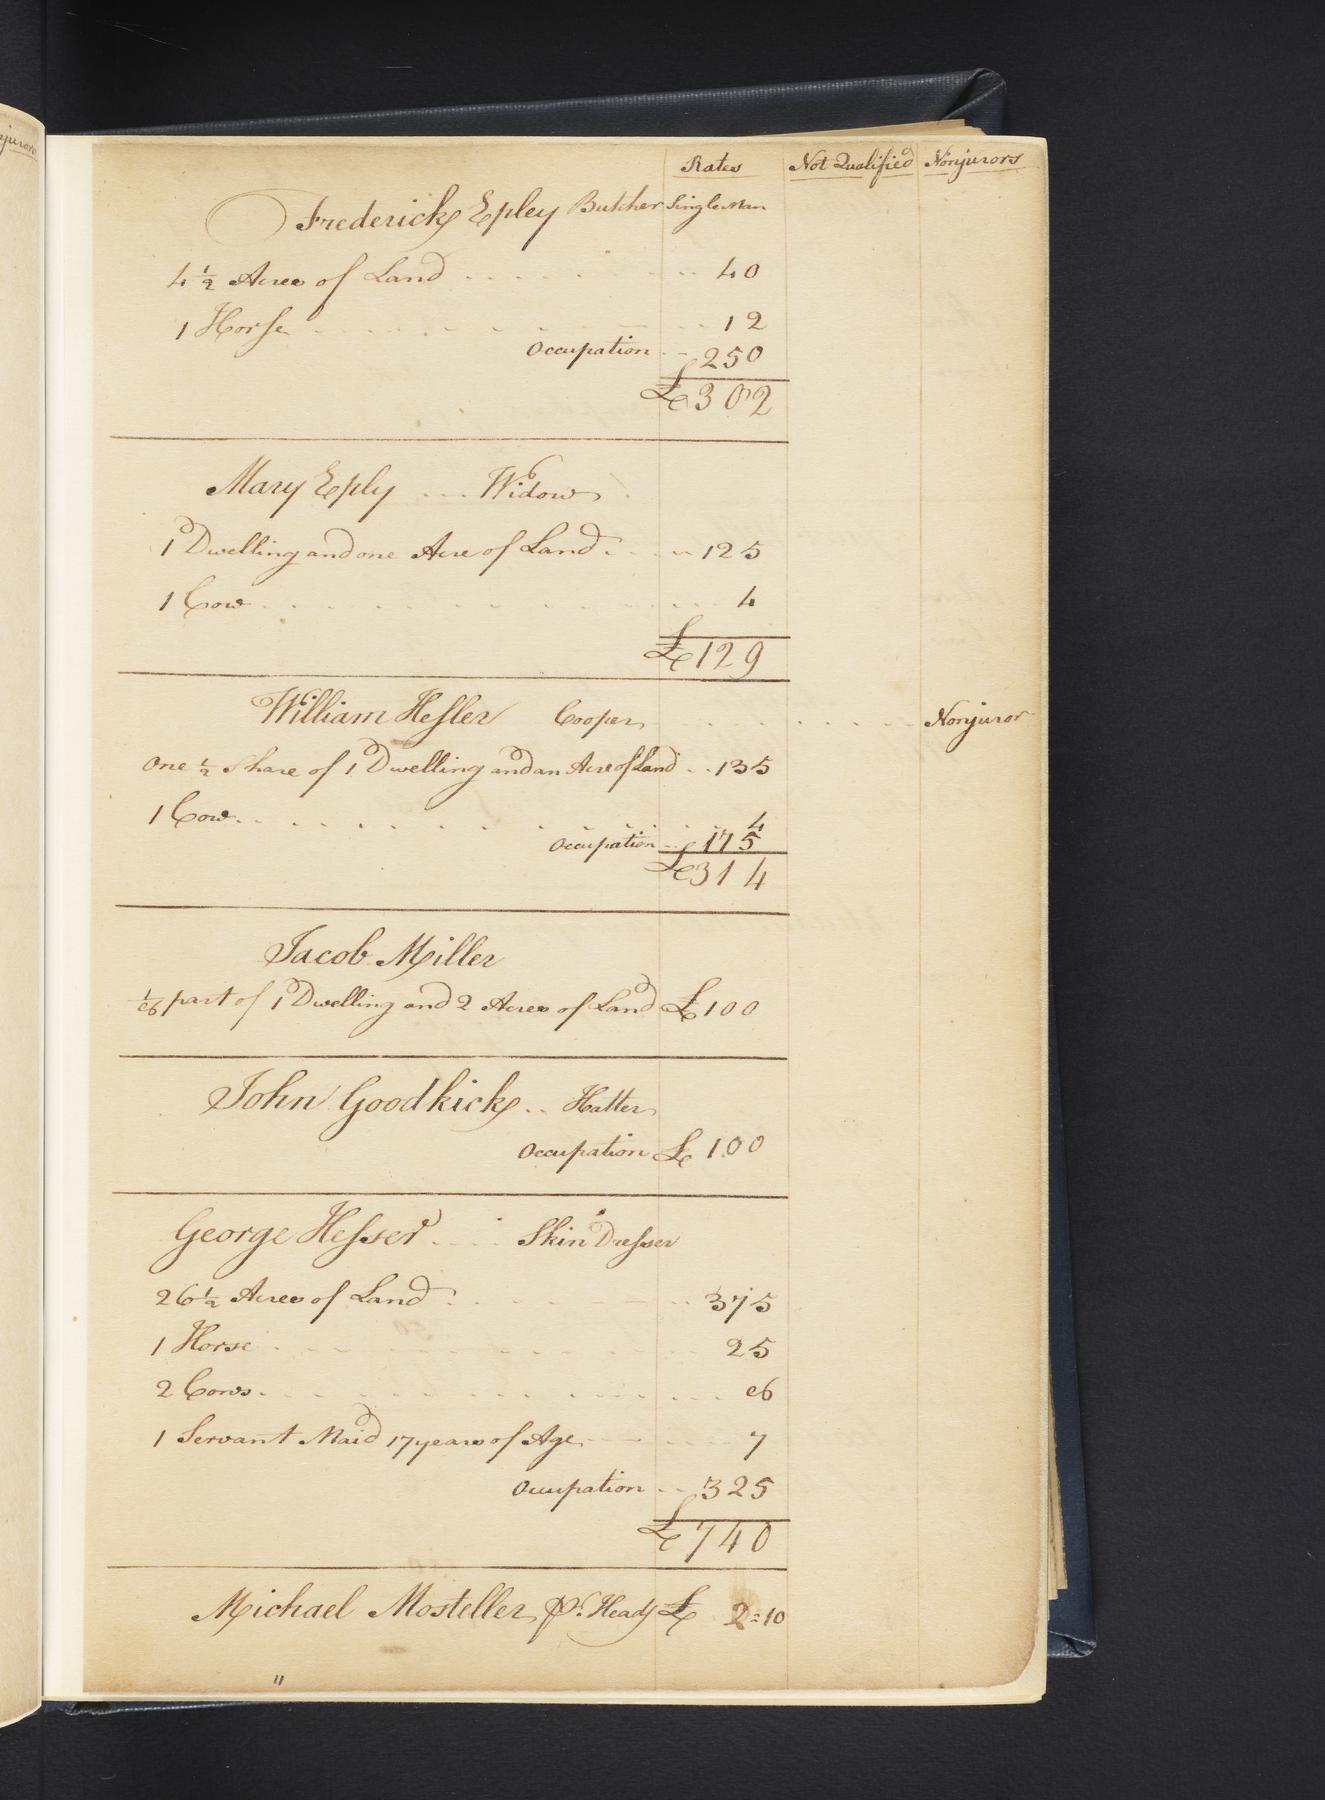 njurors
Rates Not Qualified Nonjurors
Frederick Epley Butcher Single Man
4 1/2 Acres of Land 40
1 Horse 12
Occupation 250
£302
Mary Eply Widow
1 Dwelling and one Acre of Land 125
1 Cow 4
£129
William Hesler Cooper Nonjuror
One 1/2 Share of 1 Dwelling and an Acre of Land 135
1 Cow 4
Occupation 175
£314
Jacob Miller
1/6 part of 1 Dwelling and 2 Acres of Land £100
John Goodkick Hatter
Occupation £100
George Hesser Skin Dresser
26 1/2 Acres of Land 375
1 Horse 25
2 Cows 6
1 Servant Maid 17 years of Age 7
Occupation 325
£740
Michael Mosteller Pr. Head £ 2=10
"